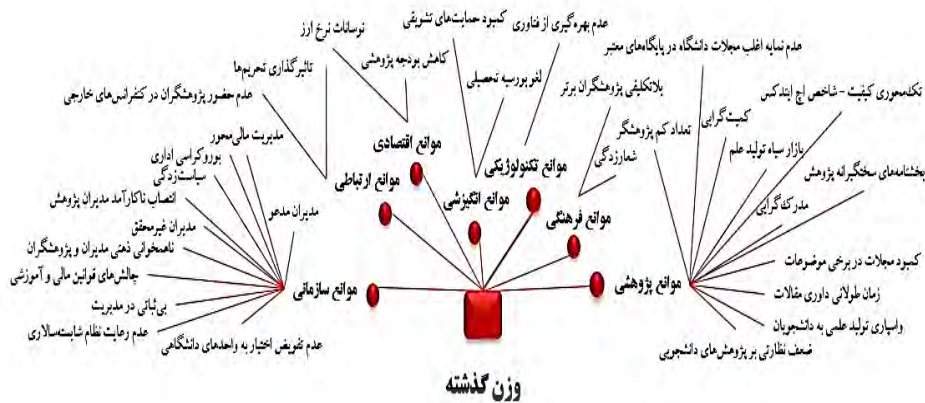 عدم نمایه اغلب مجلات دانشگاه در پایگاه‌های معتبر
تک‌محوری کیفیت - شاخص اچ ایندکس
کمیت‌گرایی
بازار سیاه تولید علم
بخشنامه‌های سختگیرانه پژوهش
مدرک‌گرایی
کمبود مجلات در برخی موضوعات
زمان طولانی داوری مقالات
واسپاری تولید علمی به دانشجویان
ضعف نظارتی بر پژوهش‌های دانشجویی
تعداد کم پژوهشگر
موانع پژوهشی
بلاتکلیفی پژوهشگران برتر
شعارزدگی
موانع فرهنگی
عدم بهره‌گیری از فناوری
موانع تکنولوژیکی
کمبود حمایت‌های تشویقی
لغو بورسیه تحصیلی
موانع انگیزشی
نوسانات نرخ ارز
کاهش بودجه پژوهشی
موانع اقتصادی
تاثیرگذاری تحریم‌ها
عدم حضور پژوهشگران در کنفرانس‌های خارجی
موانع ارتباطی
مدیریت مالی‌محور
بوروکراسی اداری
سیاست‌زدگی
انتصاب ناکارآمد مدیران پژوهش
مدیران مدعو
مدیران غیرمحقق
ناهمخوانی ذهنی مدیران و پژوهشگران
چالش‌های قوانین مالی و آموزشی
بی‌ثباتی در مدیریت
عدم رعایت نظام شایسته‌سالاری
عدم تفویض اختیار به واحدهای دانشگاهی
موانع سازمانی
وزن گذشته